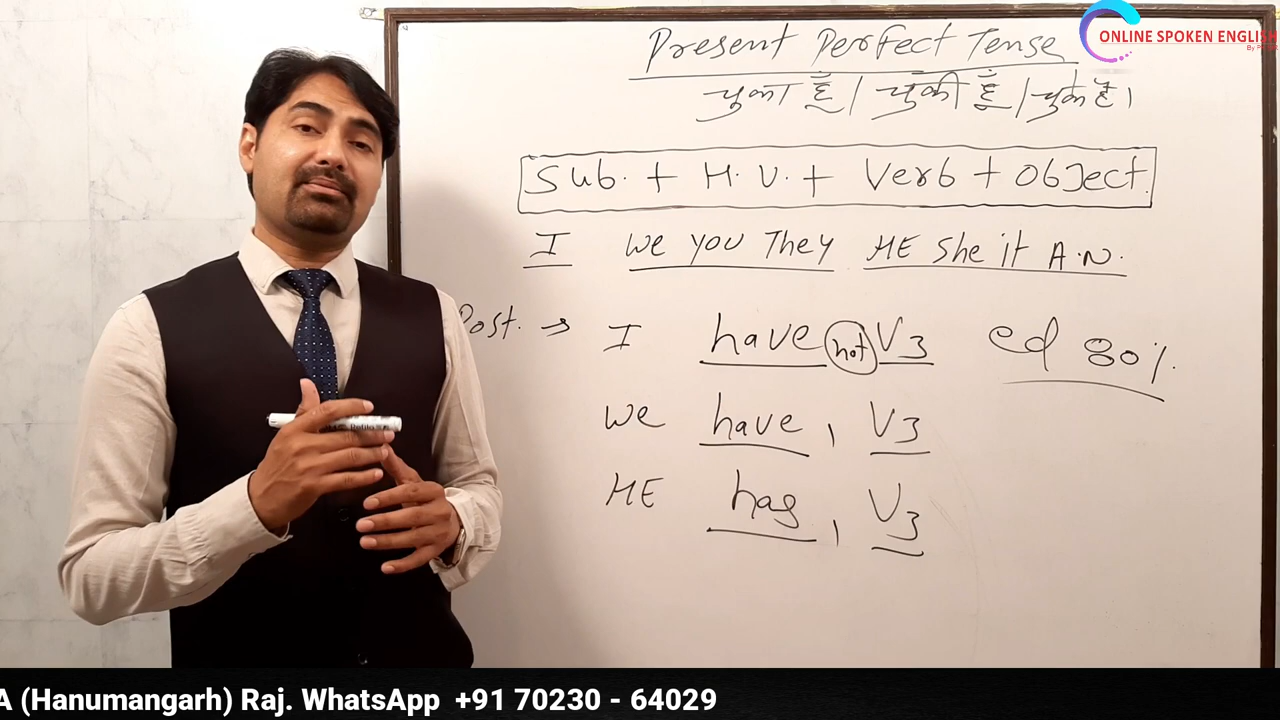 ONLINE SPOKEN ENGLISH
Present Perfect Tense
चुका हूँ / चुकी हूँ / चुके हैं।
Sub. + H.V. + Verb + Object.
I We You They HE She it A.N.
Post. → I have not V3 ed 80%.
We have, V3
HE has, V3
A (Hanumangarh) Raj. WhatsApp +91 70230 - 64029